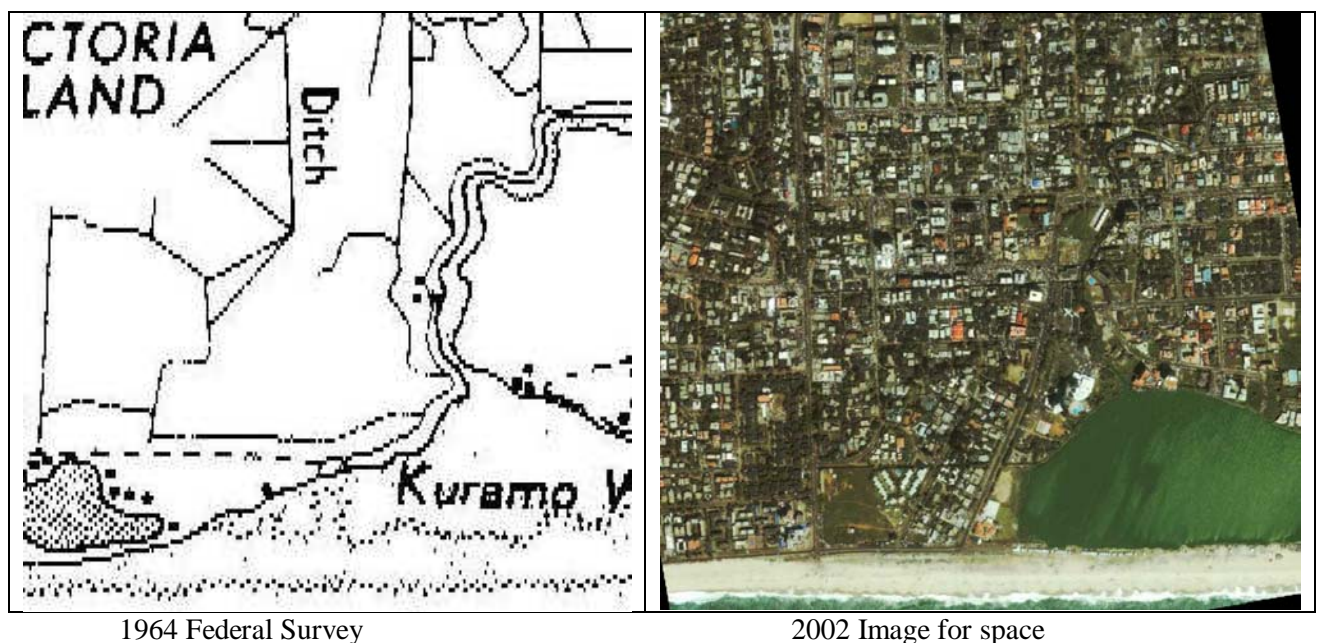 CTORIA
LAND
Ditch
Kuramo W
1964 Federal Survey
2002 Image for space